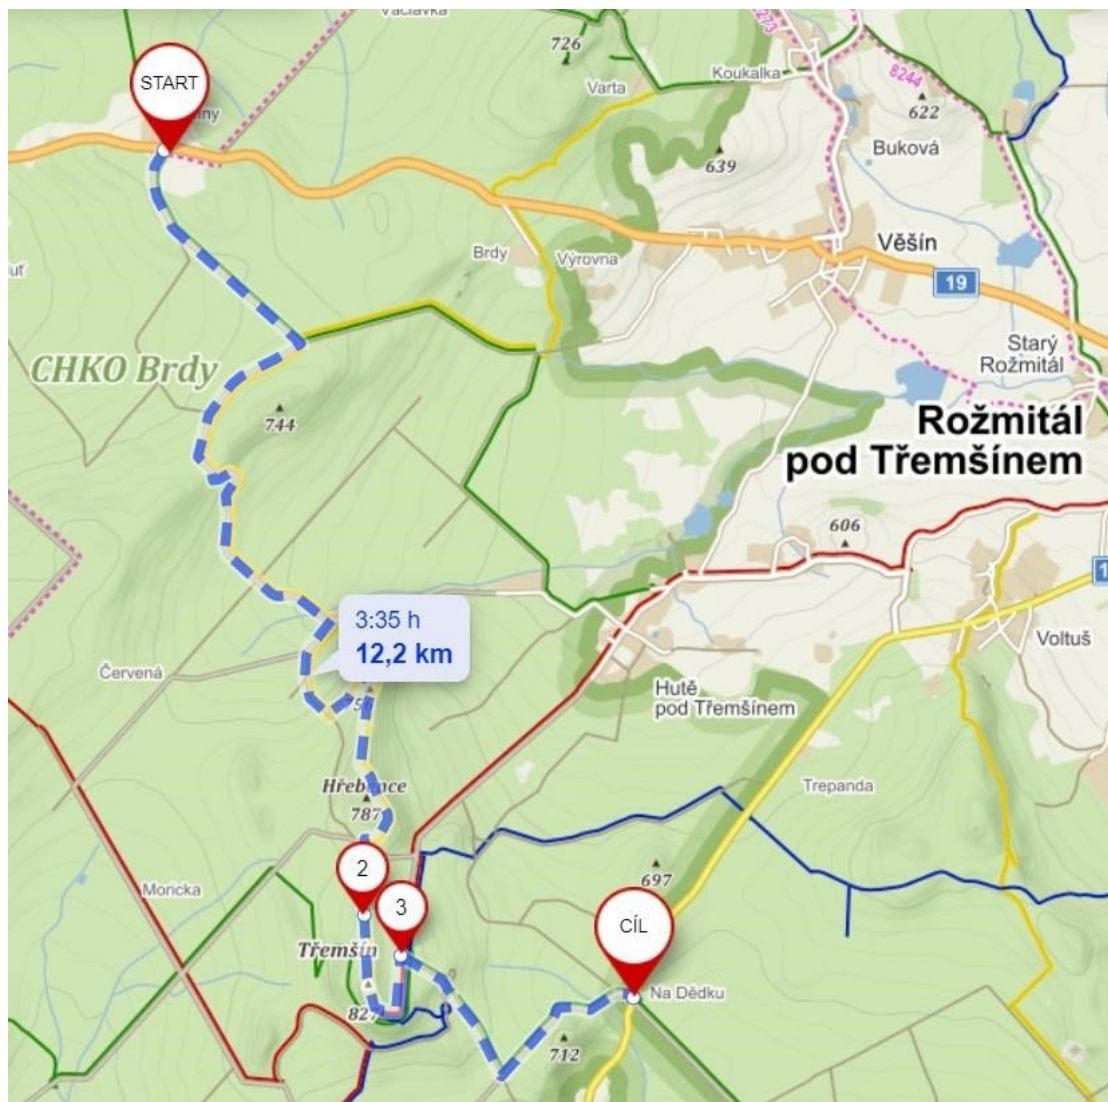 Václavka
START
726
Koukalka
273
8244
Varta
622
639
Buková
Věšín
Brdy
Výrovna
19
Starý
Rožmitál
CHKO Brdy
744
Rožmitál
pod Třemšínem
606
3:35 h
12,2 km
Voltuš
Červená
Hutě
pod Třemšínem
Hřebence
787
Trepanda
2
697
Moricka
3
CÍL
Třemšín
Na Dědku
827
712